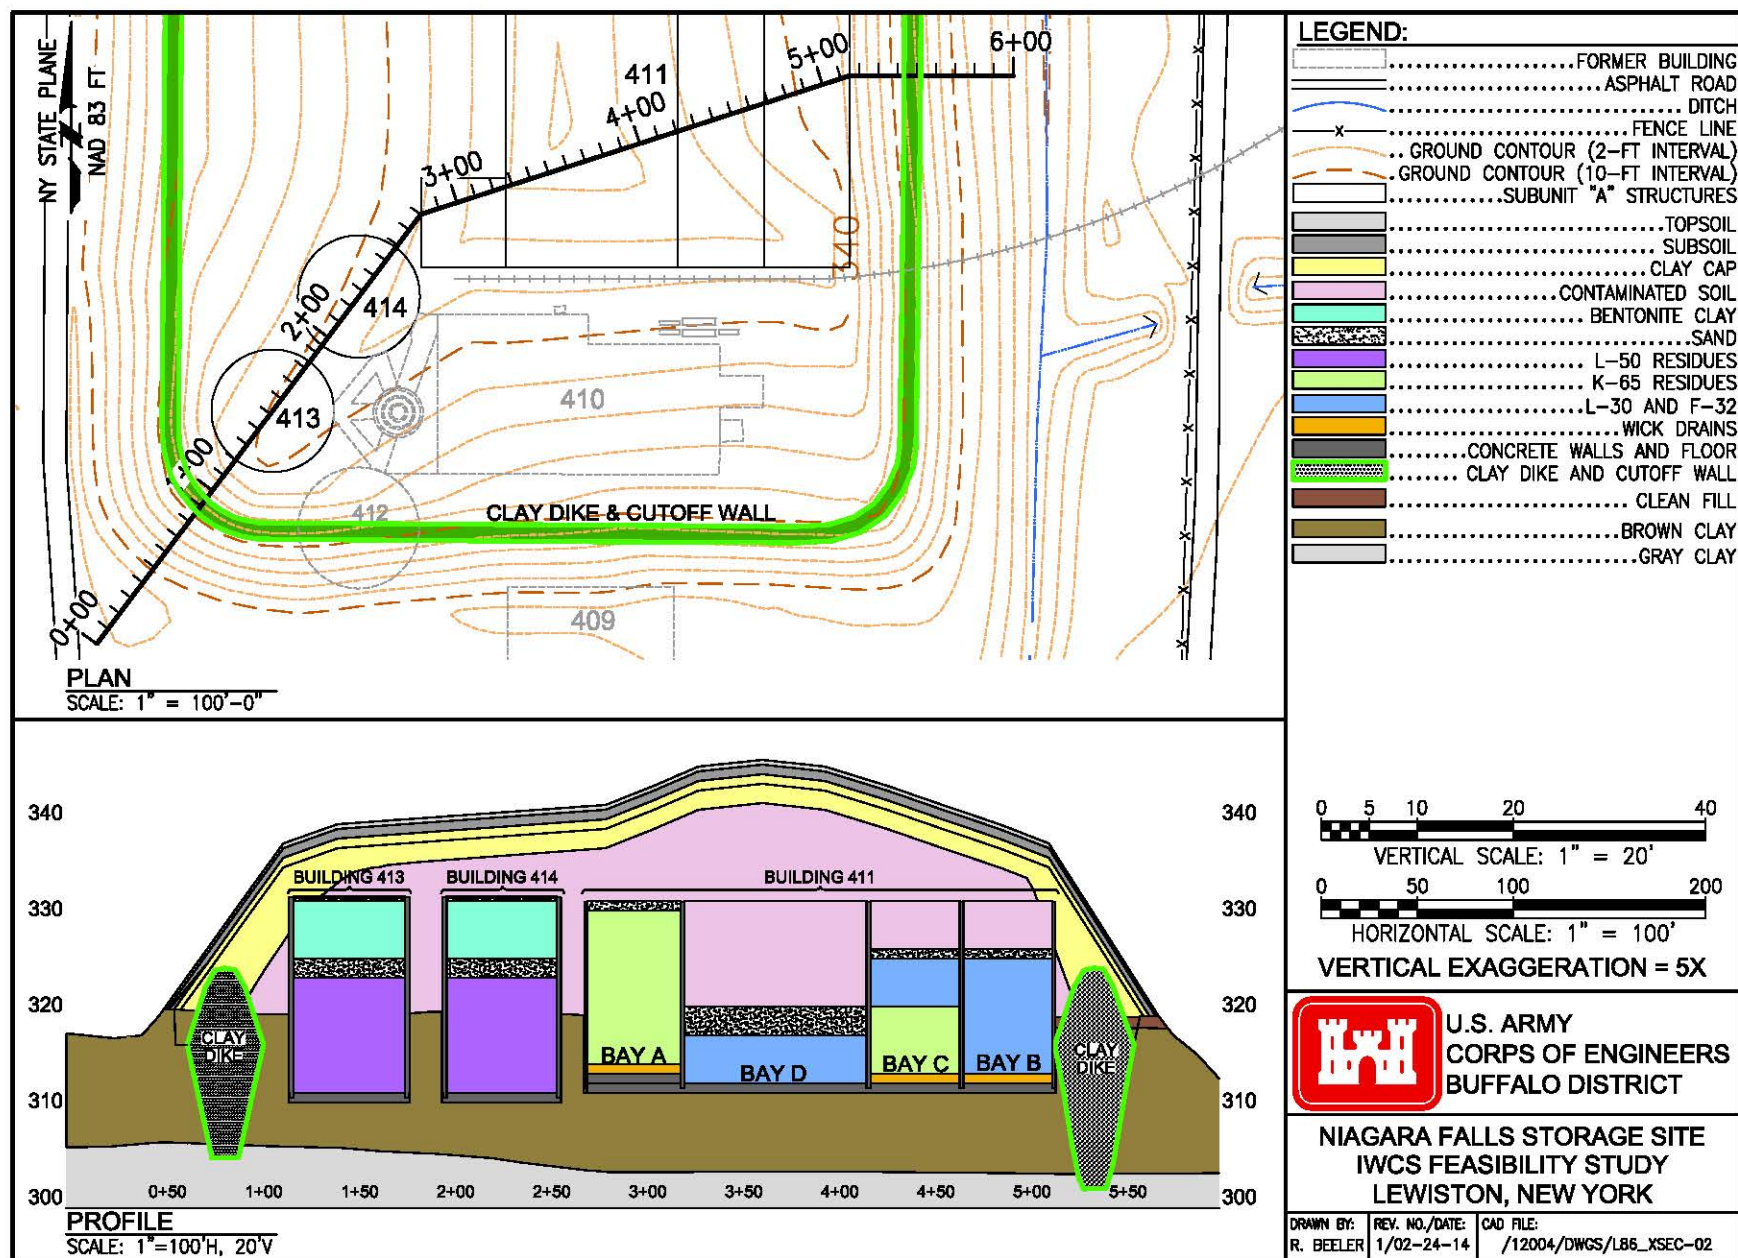 NY STATE PLANE
NAD 83 FT
0+00
1+00
2+00
3+00
4+00
5+00
6+00
411
414
413
410
412
409
340
CLAY DIKE & CUTOFF WALL
PLAN
SCALE: 1" = 100'-0"
LEGEND:
FORMER BUILDING
ASPHALT ROAD
DITCH
X FENCE LINE
GROUND CONTOUR (2-FT INTERVAL)
GROUND CONTOUR (10-FT INTERVAL)
SUBUNIT "A" STRUCTURES
TOPSOIL
SUBSOIL
CLAY CAP
CONTAMINATED SOIL
BENTONITE CLAY
SAND
L-50 RESIDUES
K-65 RESIDUES
L-30 AND F-32
WICK DRAINS
CONCRETE WALLS AND FLOOR
CLAY DIKE AND CUTOFF WALL
CLEAN FILL
BROWN CLAY
GRAY CLAY
340
330
320
310
300
BUILDING 413
BUILDING 414
BUILDING 411
BAY A
BAY D
BAY C
BAY B
CLAY
DIKE
CLAY
DIKE
340
330
320
310
300
0+50 1+00 1+50 2+00 2+50 3+00 3+50 4+00 4+50 5+00 5+50
PROFILE
SCALE: 1"=100'H, 20'V
0 5 10 20 40
VERTICAL SCALE: 1" = 20'
0 50 100 200
HORIZONTAL SCALE: 1" = 100'
VERTICAL EXAGGERATION = 5X
U.S. ARMY
CORPS OF ENGINEERS
BUFFALO DISTRICT
NIAGARA FALLS STORAGE SITE
IWCS FEASIBILITY STUDY
LEWISTON, NEW YORK
DRAWN BY: REV. NO./DATE: CAD FILE:
R. BEELER 1/02-24-14 /12004/DWGS/L86_XSEC-02